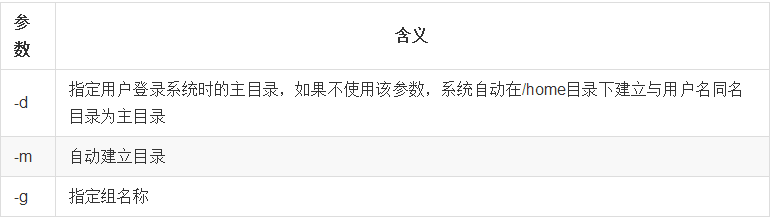 参
数
含义
-d
指定用户登录系统时的主目录，如果不使用该参数，系统自动在/home目录下建立与用户名同名
目录为主目录
-m
自动建立目录
-g
指定组名称